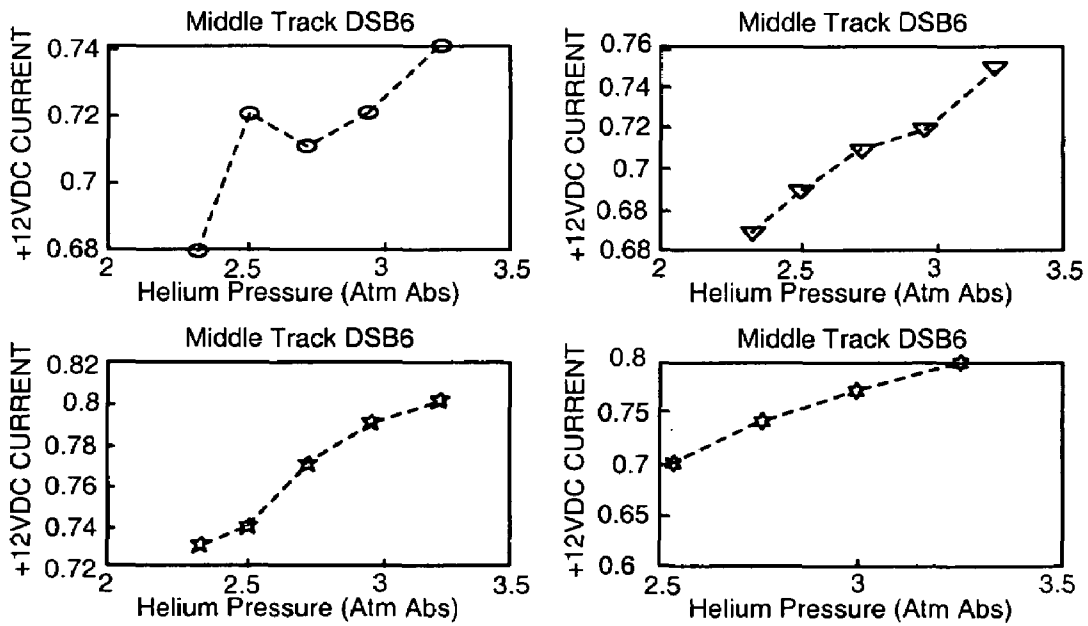 Middle Track DSB6
+12VDC CURRENT
0.74
0.72
0.7
0.68
2 2.5 3 3.5
Helium Pressure (Atm Abs)
Middle Track DSB6
+12VDC CURRENT
0.76
0.74
0.72
0.7
0.68
0.68
2 2.5 3 3.5
Helium Pressure (Atm Abs)
Middle Track DSB6
+12VDC CURRENT
0.82
0.8
0.78
0.76
0.74
0.72
2 2.5 3 3.5
Helium Pressure (Atm Abs)
Middle Track DSB6
+12VDC CURRENT
0.8
0.75
0.7
0.65
0.6
2.5 3 3.5
Helium Pressure (Atm Abs)